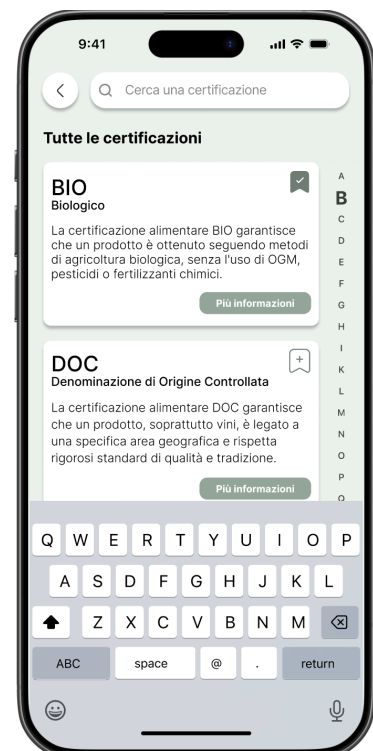 9:41
Cerca una certificazione
Tutte le certificazioni
BIO
Biologico
La certificazione alimentare BIO garantisce
che un prodotto è ottenuto seguendo metodi
di agricoltura biologica, senza l'uso di OGM,
pesticidi o fertilizzanti chimici.
Più informazioni
DOC
Denominazione di Origine Controllata
La certificazione alimentare DOC garantisce
che un prodotto, soprattutto vini, è legato a
una specifica area geografica e rispetta
rigorosi standard di qualità e tradizione.
Più informazioni
A
B
C
D
E
F
G
H
I
K
L
M
N
O
P
Q
Q W E R T Y U I O P
A S D F G H J K L
Z X C V B N M
ABC space @ . return